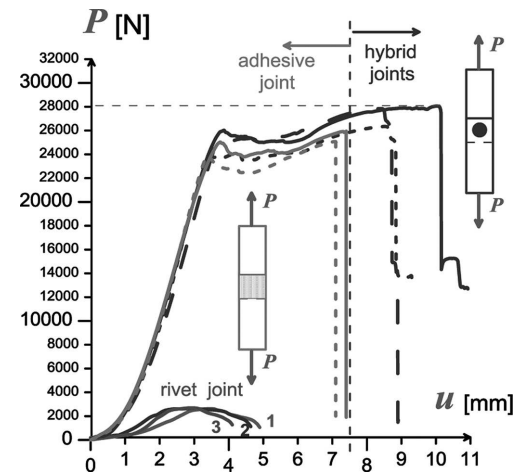 P [N]
32000
28000
26000
24000
22000
20000
18000
16000
14000
12000
10000
8000
6000
4000
2000
0
adhesive
joint
hybrid
joints
P
P
P
P
rivet joint
3
2
1
u [mm]
0
1
2
3
4
5
6
7
8
9
10
11